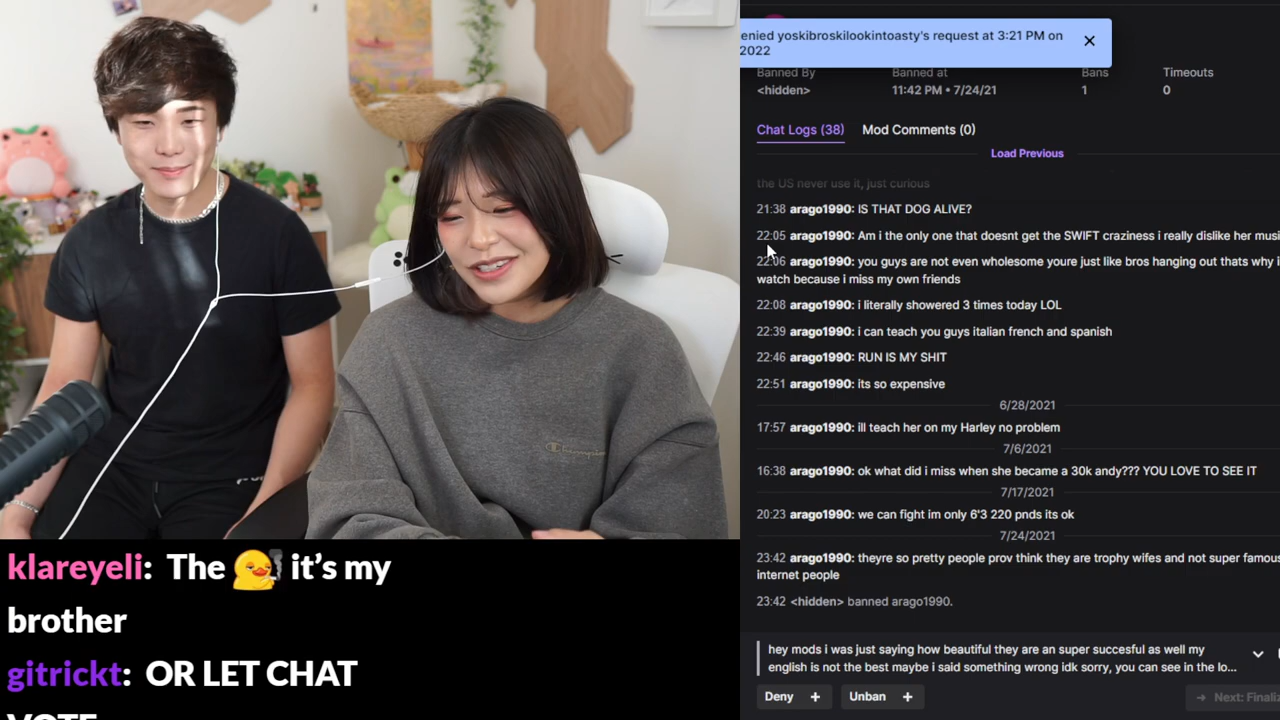 enied yoskibroskilookintoasty's request at 3:21 PM on
2022
Banned By
Banned at
Bans
Timeouts
<hidden>
11:42 PM • 7/24/21
1
0
Chat Logs (38)
Mod Comments (0)
Load Previous
the US never use it, just curious
21:38 arago1990: IS THAT DOG ALIVE?
22:05 arago1990: Am i the only one that doesnt get the SWIFT craziness i really dislike her musi
22:06 arago1990: you guys are not even wholesome youre just like bros hanging out thats why i
watch because i miss my own friends
22:08 arago1990: i literally showered 3 times today LOL
22:39 arago1990: i can teach you guys italian french and spanish
22:46 arago1990: RUN IS MY SHIT
22:51 arago1990: its so expensive
6/28/2021
17:57 arago1990: ill teach her on my Harley no problem
7/6/2021
16:38 arago1990: ok what did i miss when she became a 30k andy??? YOU LOVE TO SEE IT
7/17/2021
20:23 arago1990: we can fight im only 6'3 220 pnds its ok
7/24/2021
23:42 arago1990: theyre so pretty people prov think they are trophy wifes and not super famous
internet people
23:42 <hidden> banned arago1990.
hey mods i was just saying how beautiful they are an super succesful as well my
english is not the best maybe i said something wrong idk sorry, you can see in the lo...
Deny +
Unban +
→ Next: Finali
Champion
klareyeli: The it's my
brother
gitrickt: OR LET CHAT
VOTE